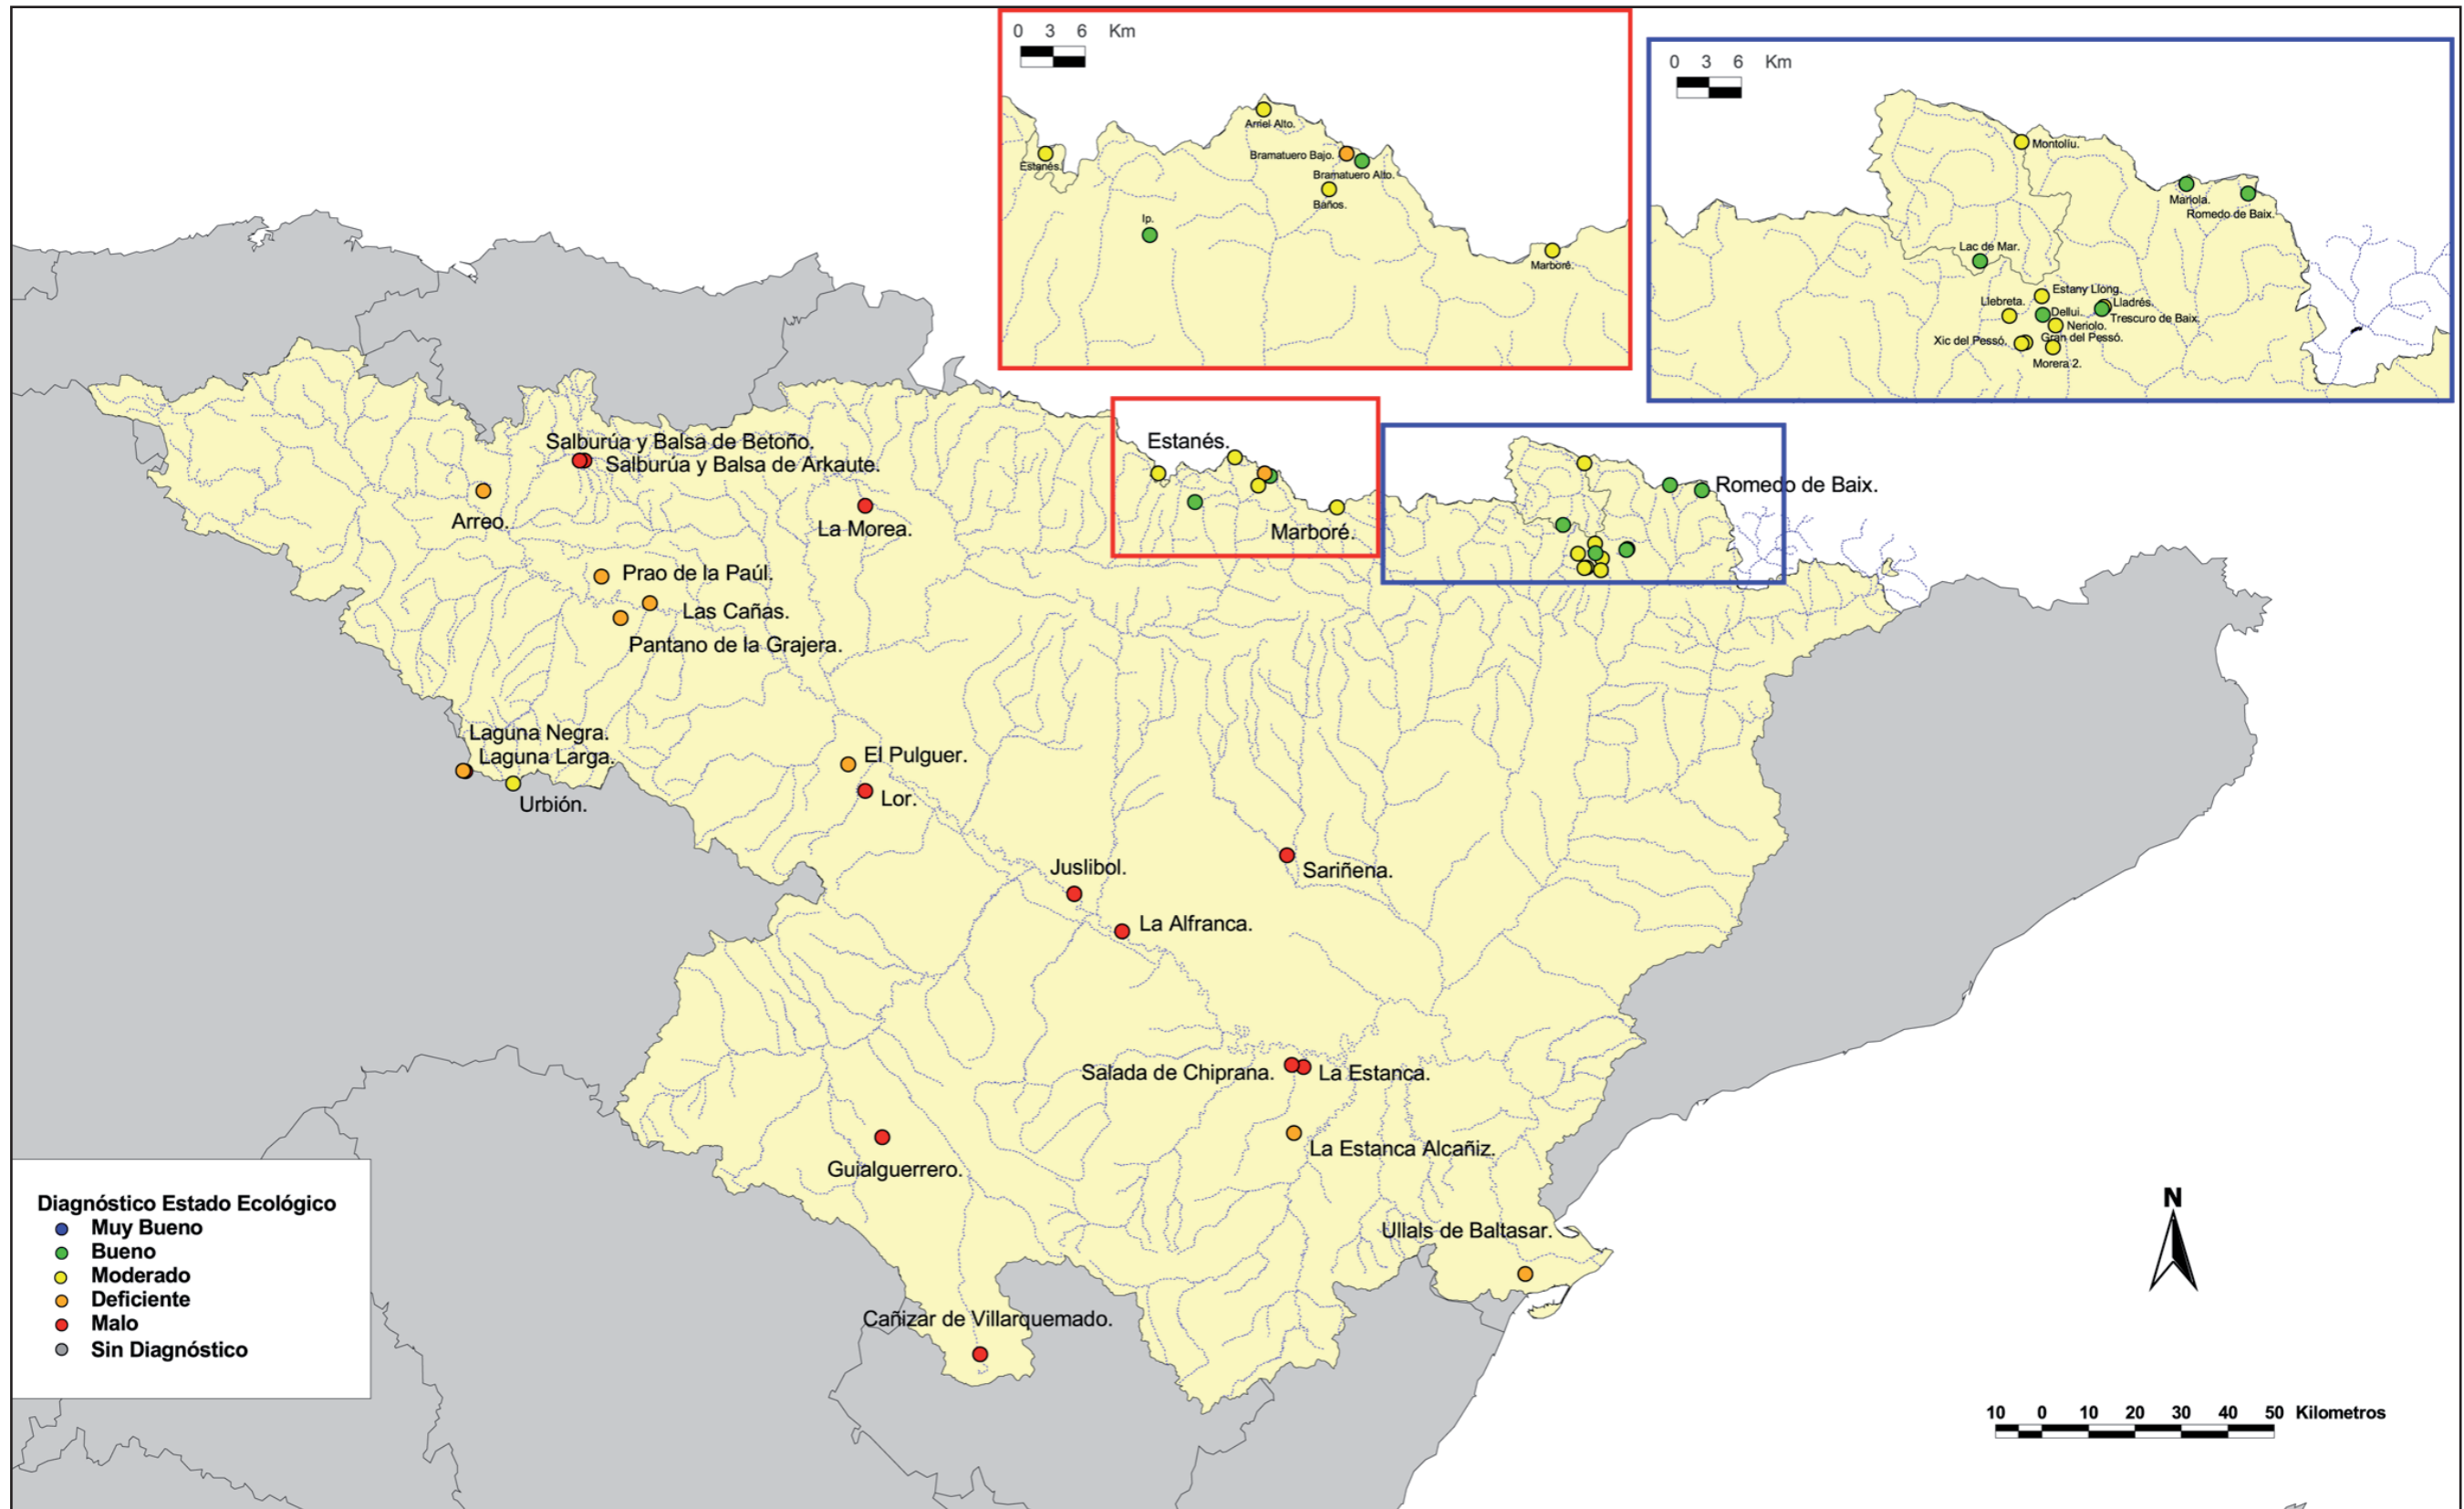 0 3 6 Km
Arriel Alto.
Estanés.
Bramatuero Bajo.
Bramatuero Alto.
Baños.
Ip.
Marboré.
0 3 6 Km
Montolíu.
Mariola.
Romedo de Baix.
Lac de Mar.
Estany Llong.
Llebreta.
Lladrés.
Dellui.
Trescuro de Baix.
Neriolo.
Xic del Pessó.
Gran del Pessó.
Morera 2.
Salburúa y Balsa de Betoño.
Salburúa y Balsa de Arkaute.
Arreo.
La Morea.
Estanés.
Marboré.
Romedo de Baix.
Prao de la Paúl.
Las Cañas.
Pantano de la Grajera.
Laguna Negra.
Laguna Larga.
Urbión.
El Pulguer.
Lor.
Juslibol.
Sariñena.
La Alfranca.
Salada de Chiprana.
La Estanca.
La Estanca Alcañiz.
Guialguerrero.
Ullals de Baltasar.
Cañizar de Villarquemado.
Diagnóstico Estado Ecológico
Muy Bueno
Bueno
Moderado
Deficiente
Malo
Sin Diagnóstico
N
10 0 10 20 30 40 50 Kilometros